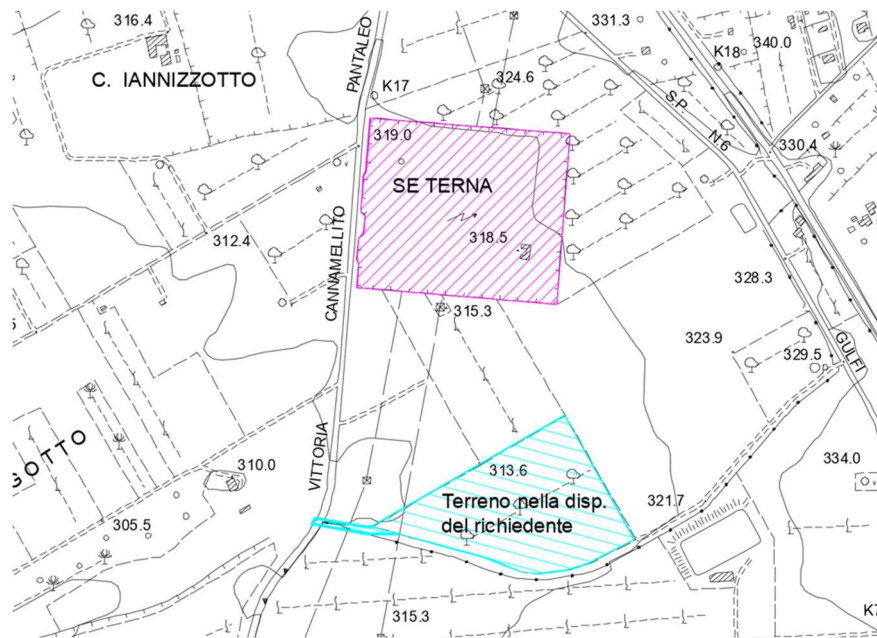 316.4
C. IANNIZZOTTO
PANTALEO
K17
324.6
331.3
K18
340.0
S.P. N.6
330.4
319.0
SE TERNA
318.5
312.4
CANNAMELLITO
315.3
328.3
323.9
329.5
GULFI
GOTTO
310.0
VITTORIA
313.6
334.0
Terreno nella disp.
del richiedente
321.7
305.5
315.3
K7